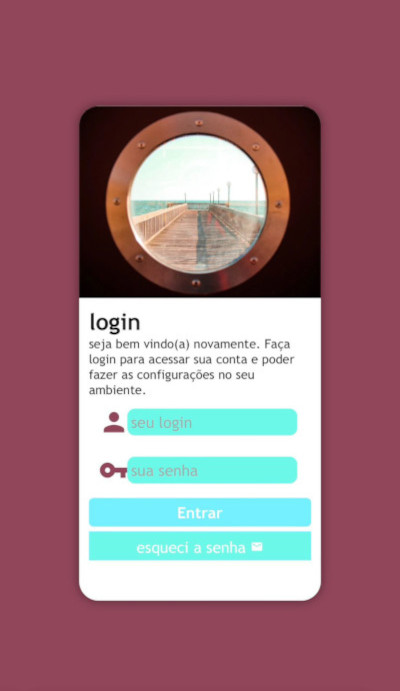 login
seja bem vindo(a) novamente. Faça
login para acessar sua conta e poder
fazer as configurações no seu
ambiente.
seu login
sua senha
Entrar
esqueci a senha